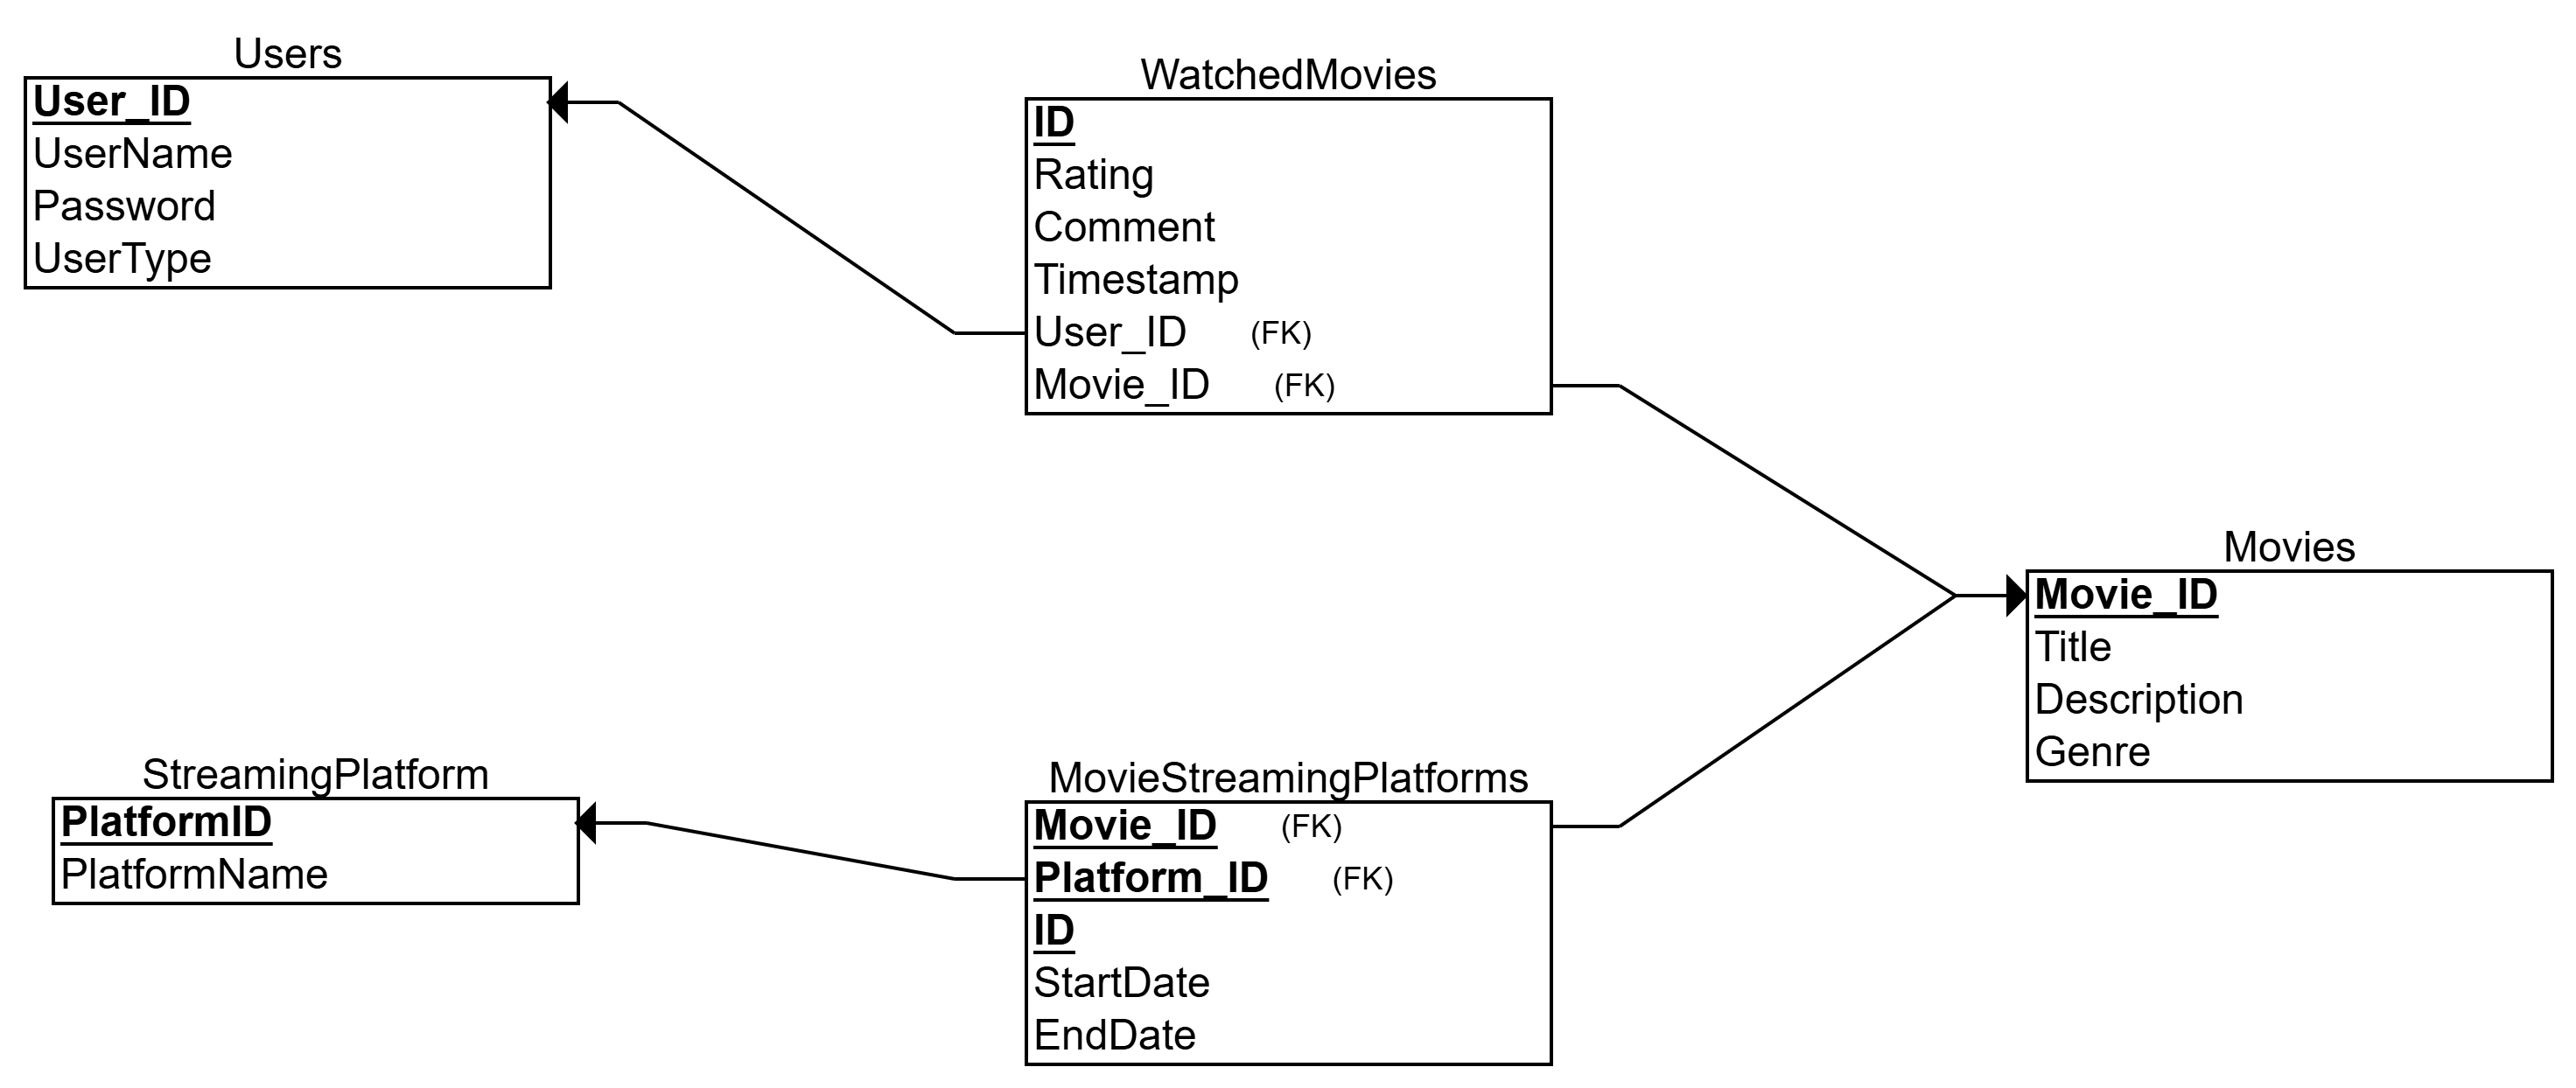 Users
User_ID
UserName
Password
UserType
WatchedMovies
ID
Rating
Comment
Timestamp
User_ID (FK)
Movie_ID (FK)
Movies
Movie_ID
Title
Description
Genre
StreamingPlatform
PlatformID
PlatformName
MovieStreamingPlatforms
Movie_ID (FK)
Platform_ID (FK)
ID
StartDate
EndDate